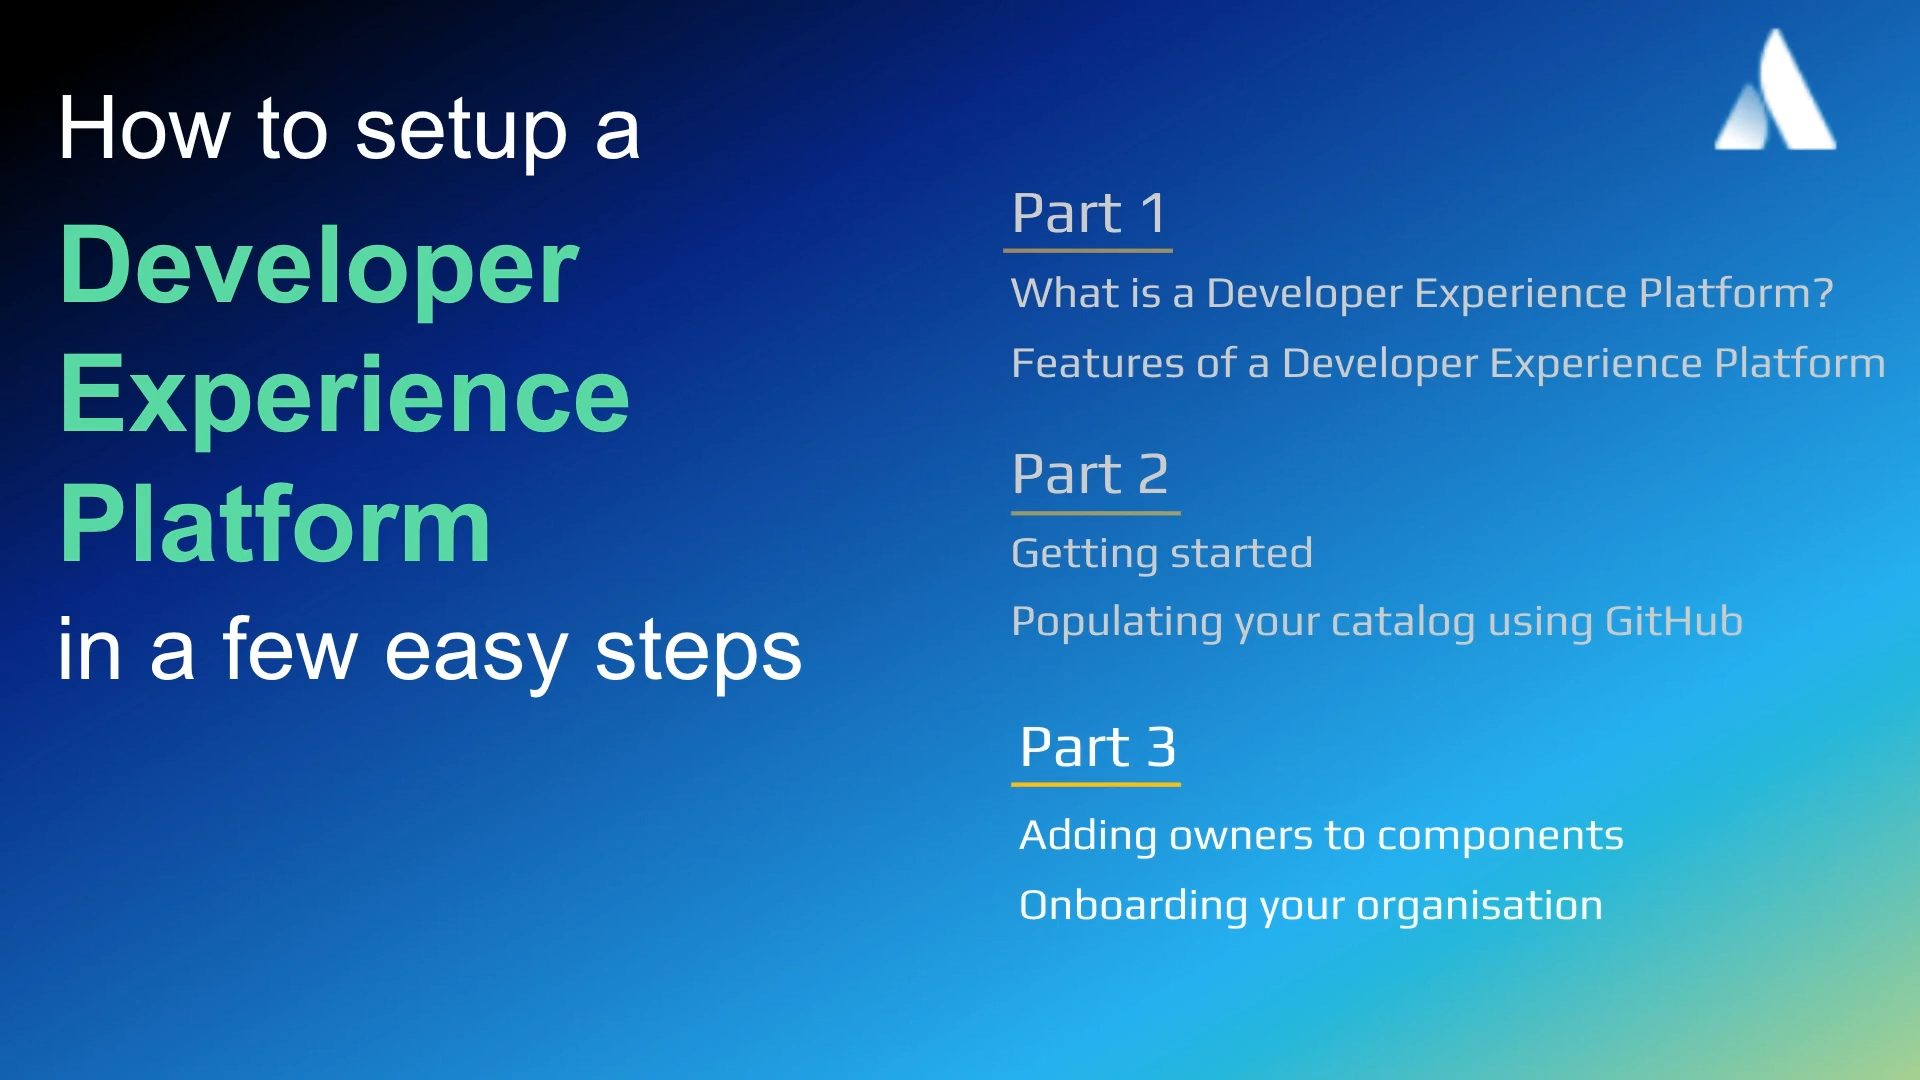 How to setup a
Developer
Experience
Platform
in a few easy steps
Part 1
What is a Developer Experience Platform?
Features of a Developer Experience Platform
Part 2
Getting started
Populating your catalog using GitHub
Part 3
Adding owners to components
Onboarding your organisation